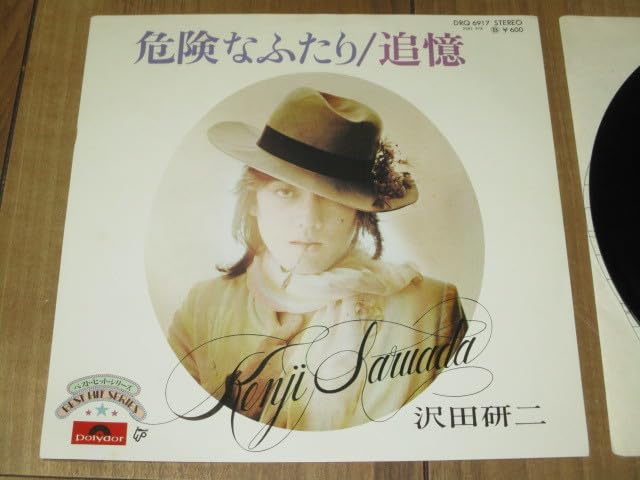 DRQ 6917 STEREO
Ⓑ ¥600
危険なふたり/追憶
Kenji Sawada
沢田研二
ベスト・ヒット・シリーズ
BEST HIT SERIES
Polydor